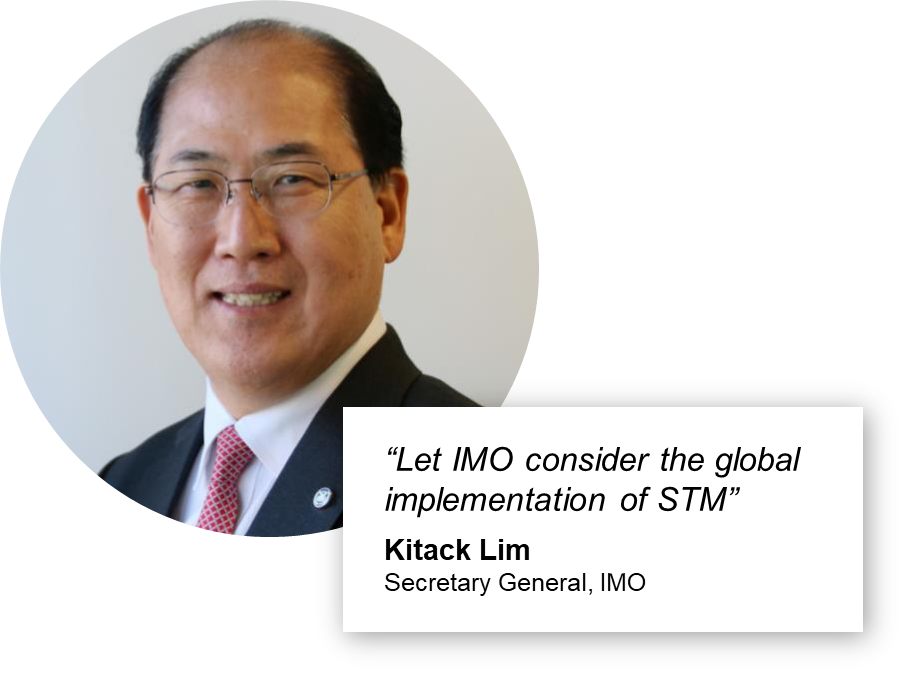 “Let IMO consider the global
implementation of STM”
Kitack Lim
Secretary General, IMO